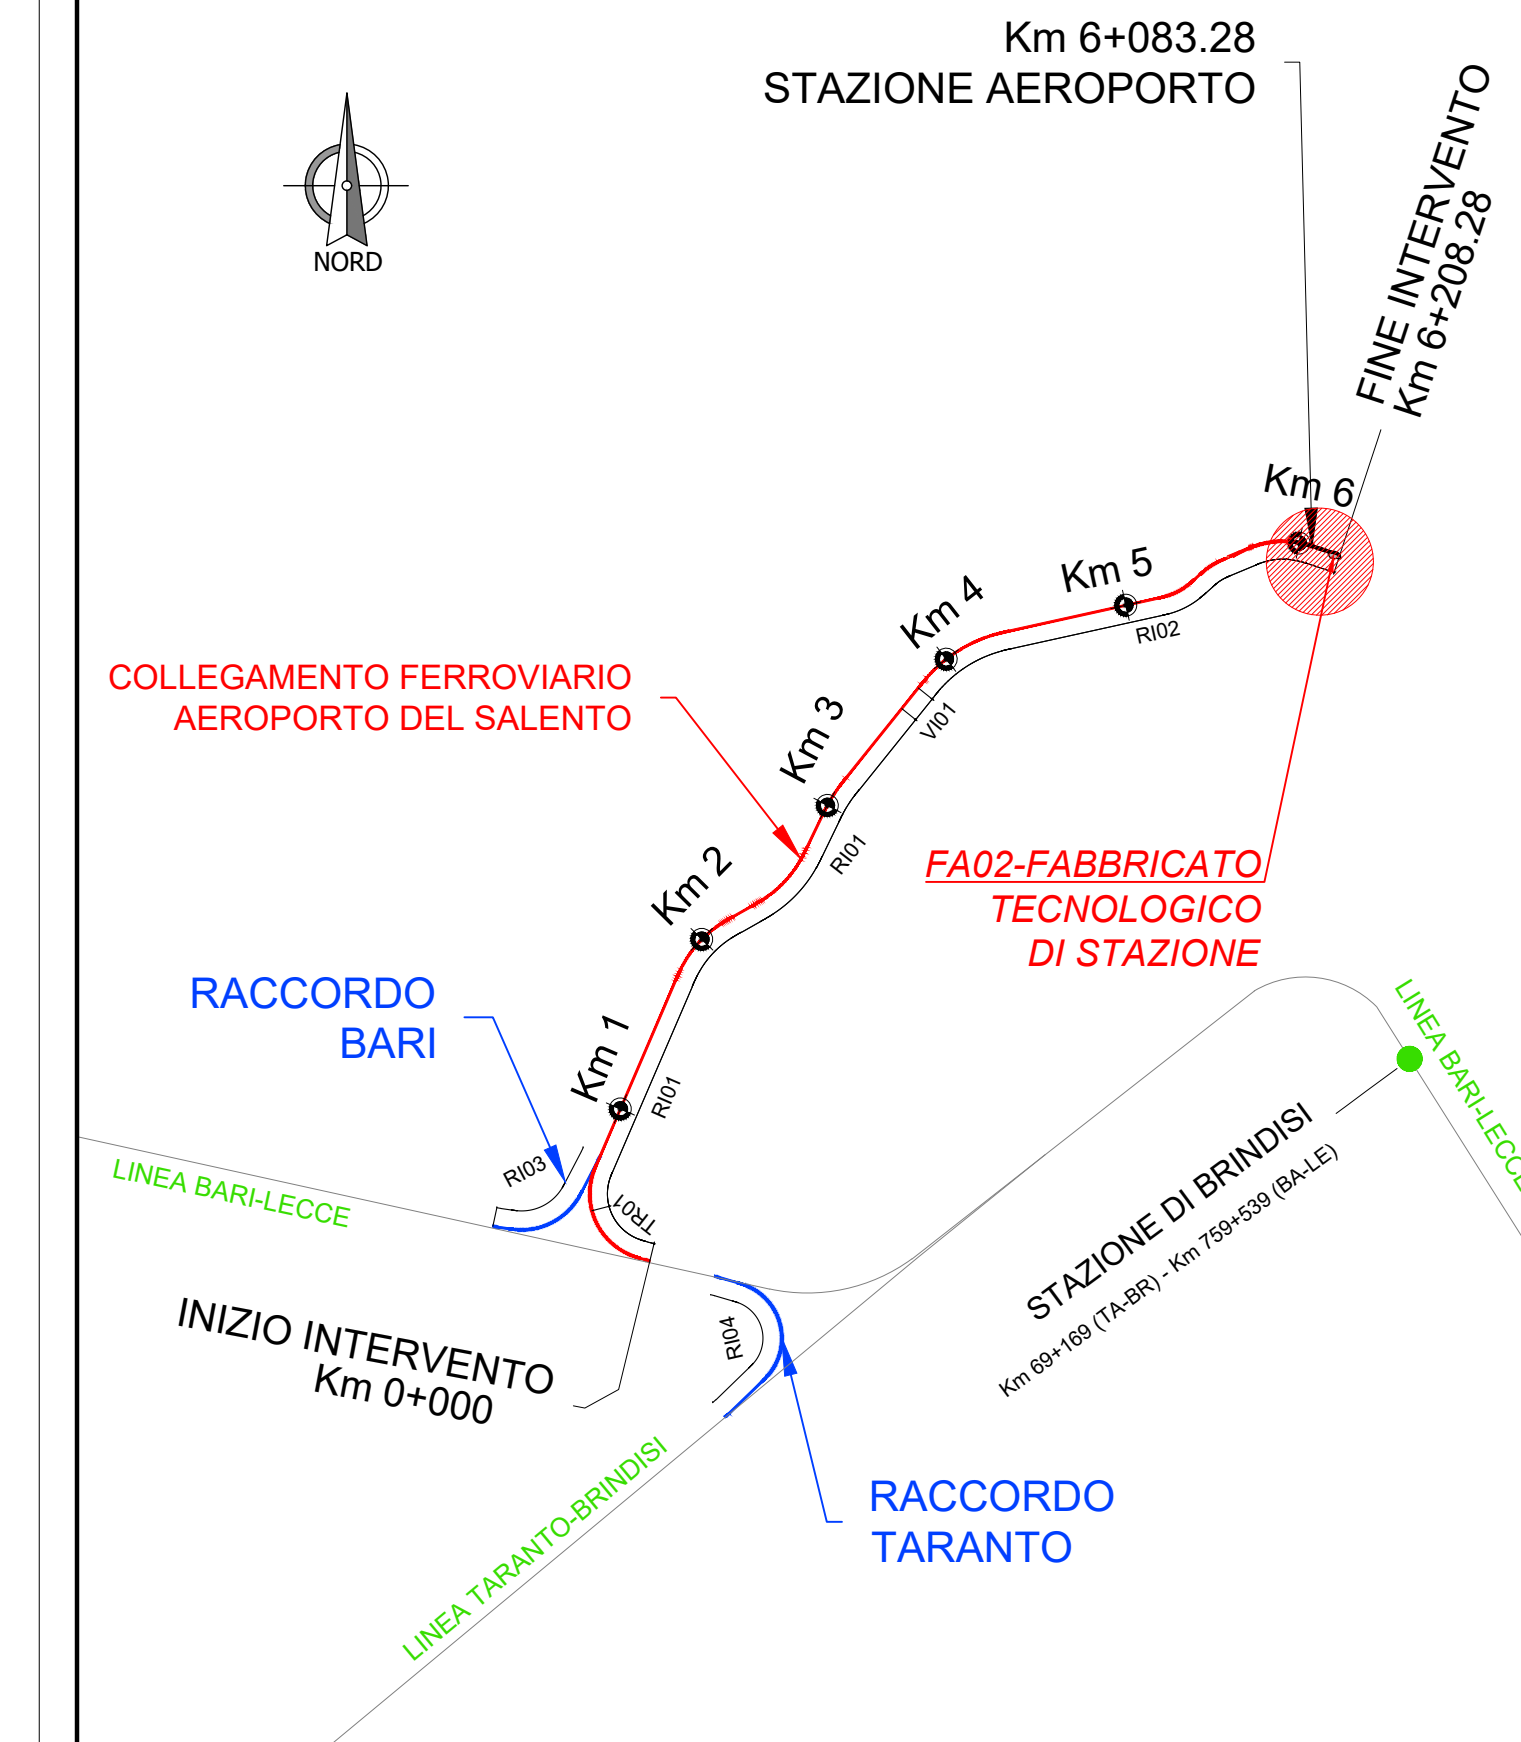 Km 6+083.28
STAZIONE AEROPORTO
FINE INTERVENTO
Km 6+208.28
NORD
Km 6
Km 5
Km 4
RI02
COLLEGAMENTO FERROVIARIO
AEROPORTO DEL SALENTO
Km 3
VI01
RI01
FA02-FABBRICATO
TECNOLOGICO
DI STAZIONE
Km 2
RACCORDO
BARI
Km 1
RI01
LINEA BARI-LECCE
RI03
TR01
LINEA BARI-LECCE
STAZIONE DI BRINDISI
Km 69+169 (TA-BR) - Km 759+539 (BA-LE)
INIZIO INTERVENTO
Km 0+000
RI04
LINEA TARANTO-BRINDISI
RACCORDO
TARANTO